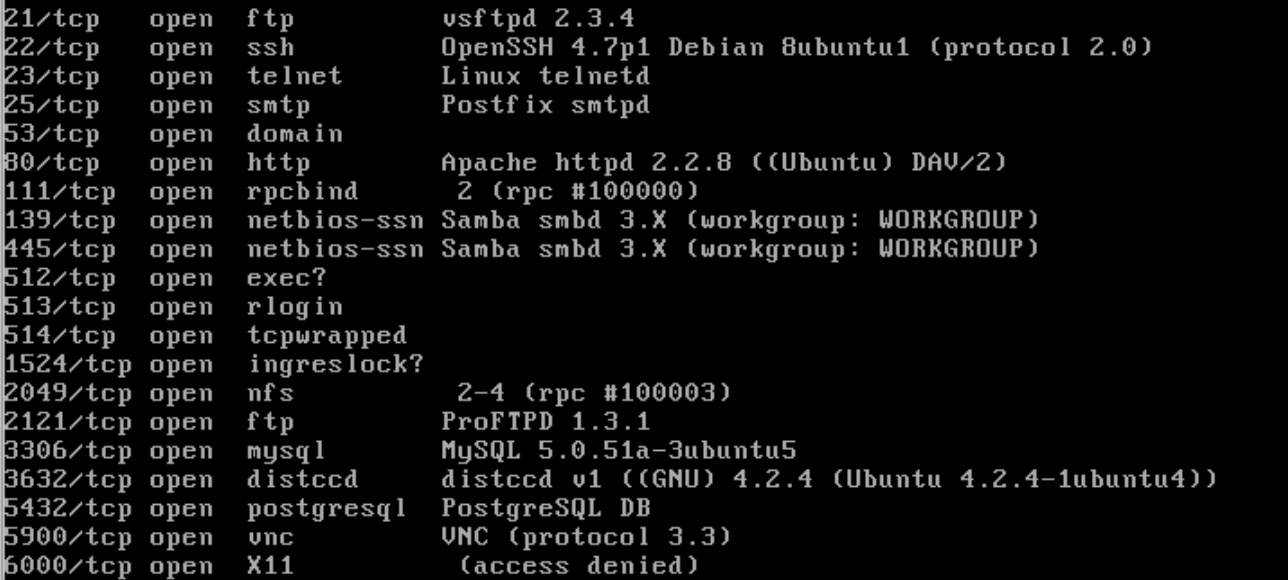 21/tcp   open  ftp         vsftpd 2.3.4
22/tcp   open  ssh         OpenSSH 4.7p1 Debian 8ubuntu1 (protocol 2.0)
23/tcp   open  telnet      Linux telnetd
25/tcp   open  smtp        Postfix smtpd
53/tcp   open  domain
80/tcp   open  http        Apache httpd 2.2.8 ((Ubuntu) DAV/2)
111/tcp  open  rpcbind      2 (rpc #100000)
139/tcp  open  netbios-ssn Samba smbd 3.X (workgroup: WORKGROUP)
445/tcp  open  netbios-ssn Samba smbd 3.X (workgroup: WORKGROUP)
512/tcp  open  exec?
513/tcp  open  rlogin
514/tcp  open  tcpwrapped
1524/tcp open  ingreslock?
2049/tcp open  nfs          2-4 (rpc #100003)
2121/tcp open  ftp         ProFTPD 1.3.1
3306/tcp open  mysql       MySQL 5.0.51a-3ubuntu5
3632/tcp open  distccd     distccd v1 ((GNU) 4.2.4 (Ubuntu 4.2.4-1ubuntu4))
5432/tcp open  postgresql  PostgreSQL DB
5900/tcp open  vnc         VNC (protocol 3.3)
6000/tcp open  X11          (access denied)